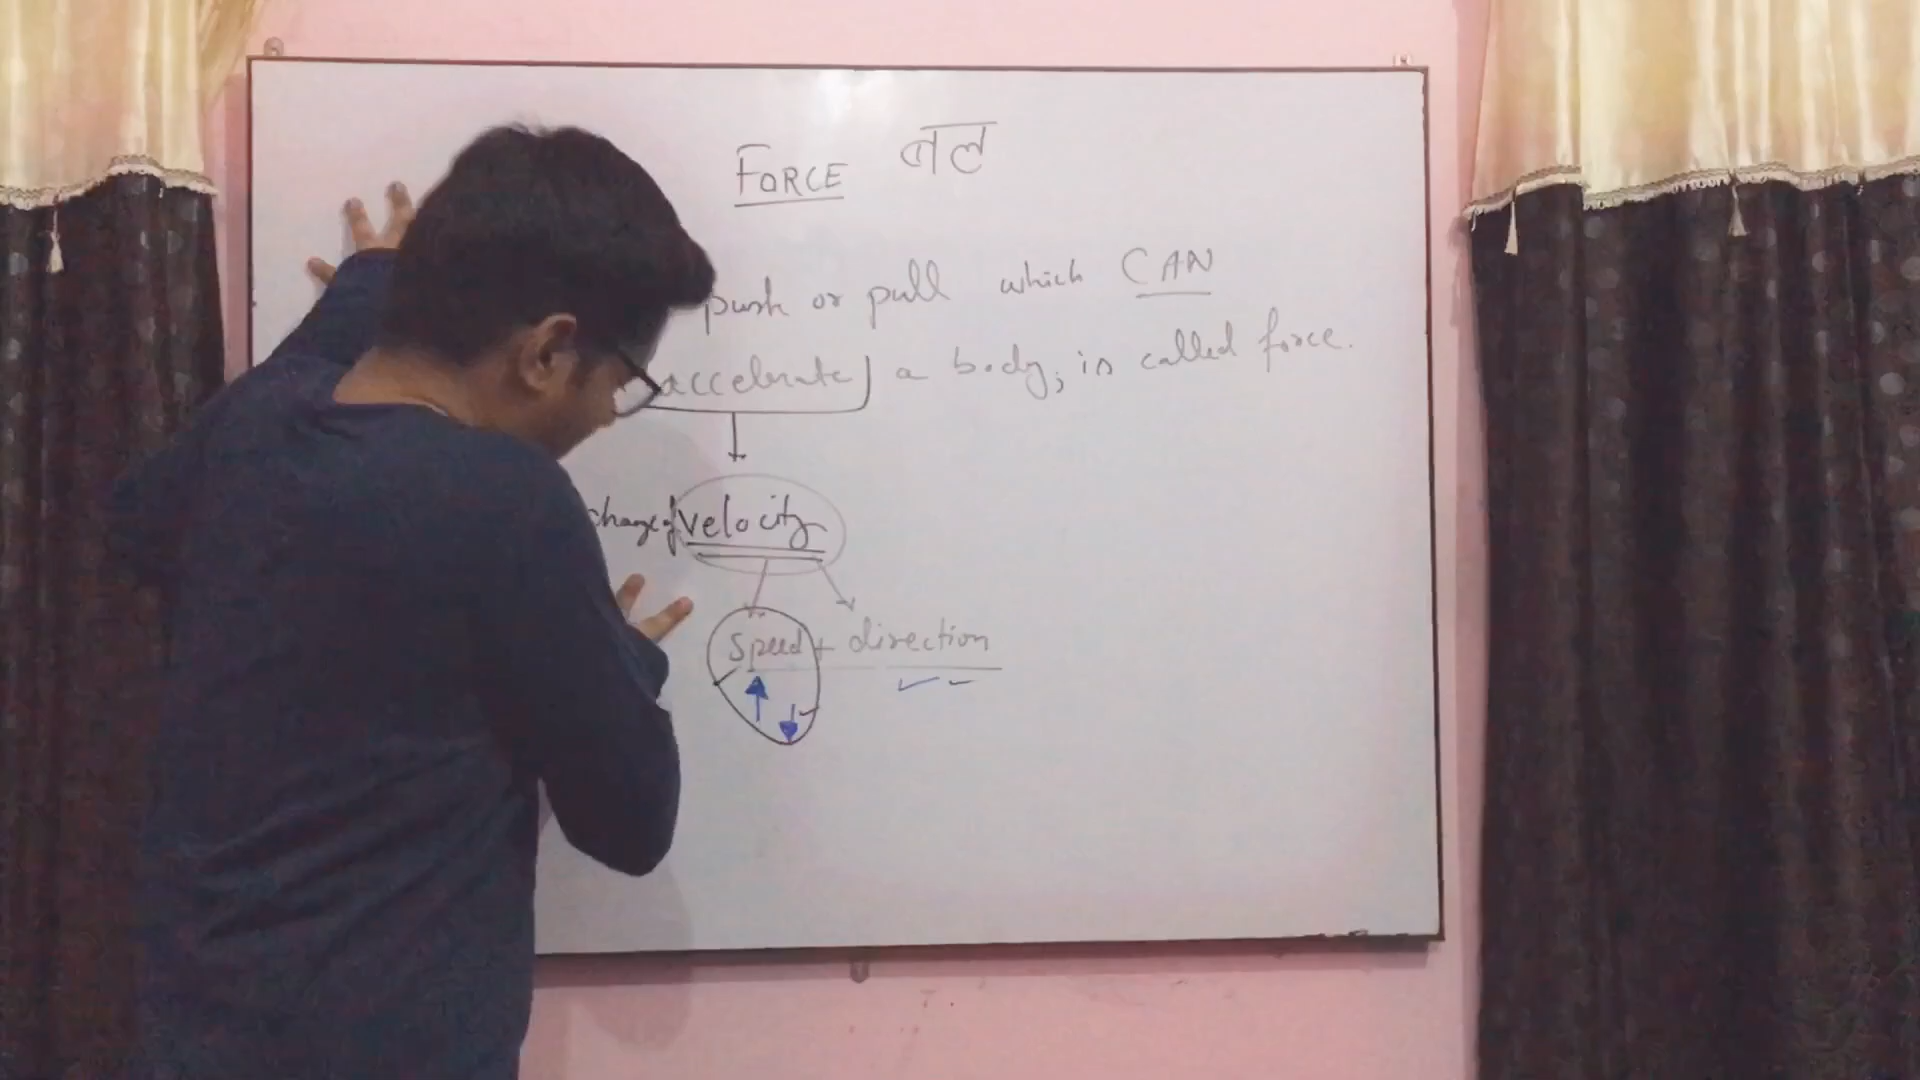 FORCE बल
push or pull which CAN
accelerate a body, is called force.
change of velocity
Speed + direction